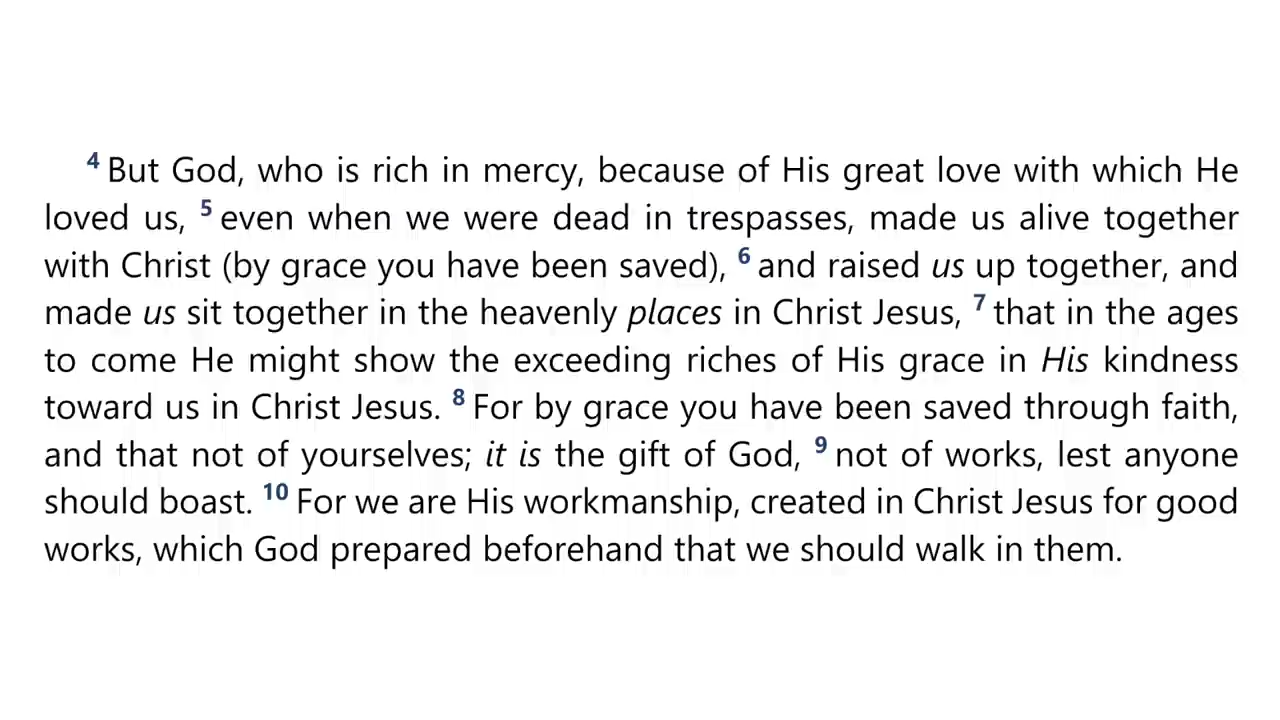 4 But God, who is rich in mercy, because of His great love with which He
loved us, 5 even when we were dead in trespasses, made us alive together
with Christ (by grace you have been saved), 6 and raised us up together, and
made us sit together in the heavenly places in Christ Jesus, 7 that in the ages
to come He might show the exceeding riches of His grace in His kindness
toward us in Christ Jesus. 8 For by grace you have been saved through faith,
and that not of yourselves; it is the gift of God, 9 not of works, lest anyone
should boast. 10 For we are His workmanship, created in Christ Jesus for good
works, which God prepared beforehand that we should walk in them.